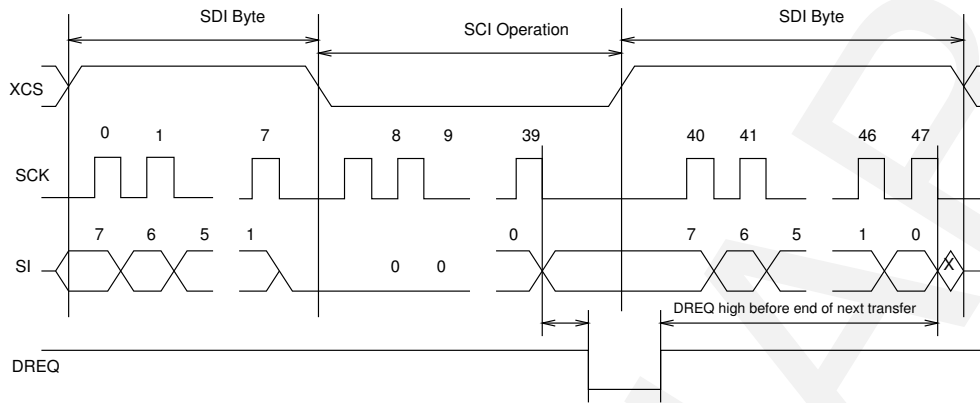 SDI Byte
SCI Operation
SDI Byte
XCS
0 1 7 8 9 39 40 41 46 47
SCK
7 6 5 1 0 7 6 5 1 0
SI
0 0 X
DREQ high before end of next transfer
DREQ